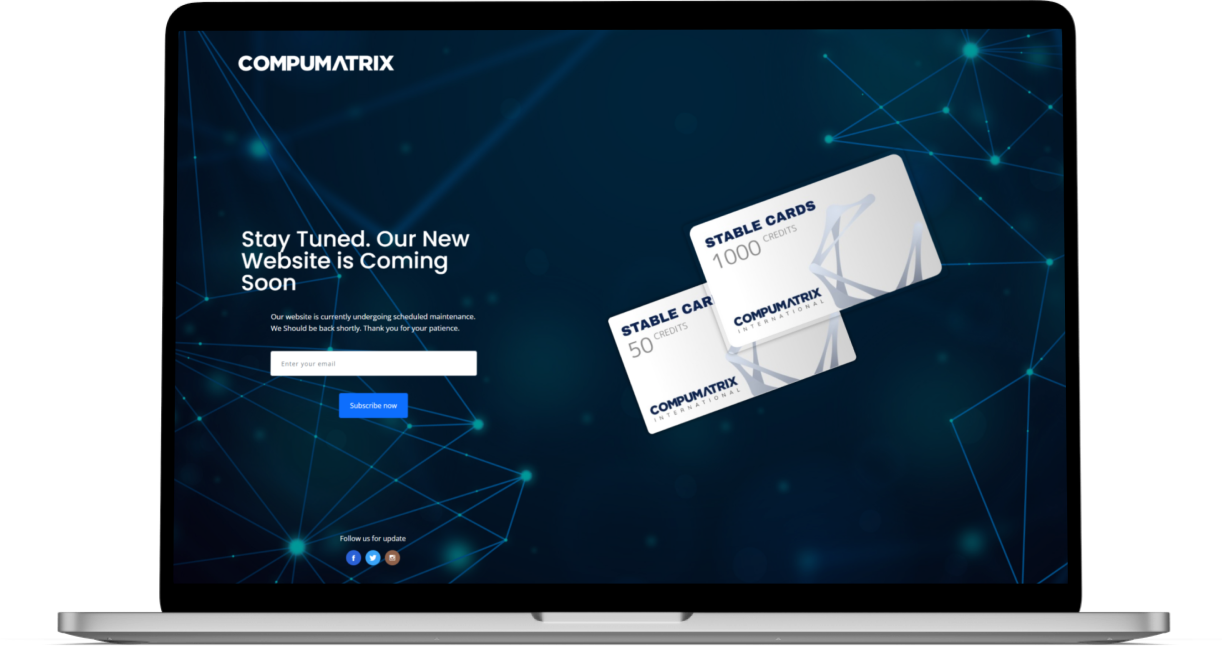 COMPUMATRIX
Stay Tuned. Our New
Website is Coming
Soon
Our website is currently undergoing scheduled maintenance.
We Should be back shortly. Thank you for your patience.
Enter your email
Subscribe now
Follow us for update
STABLE CARDS
1000 CREDITS
COMPUMATRIX
INTERNATIONAL
STABLE CAR
50 CREDITS
COMPUMATRIX
INTERNATIONAL